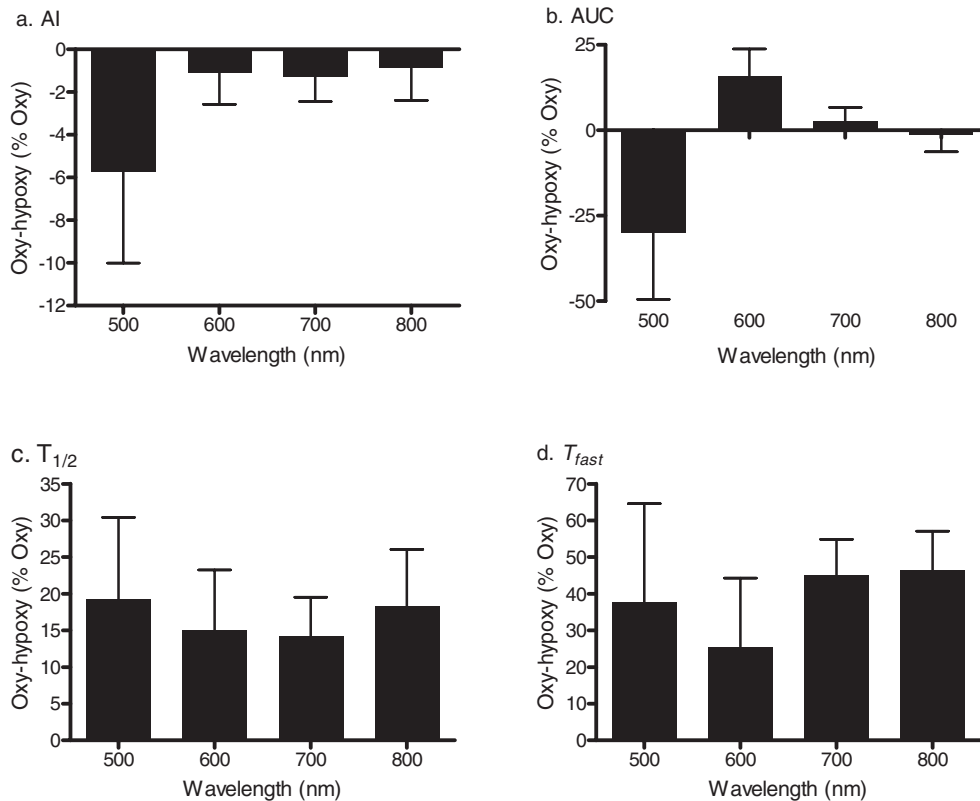 a. AI
0
-2
-4
-6
-8
-10
-12
Oxy-hypoxy (% Oxy)
500 600 700 800
Wavelength (nm)
b. AUC
25
0
-25
-50
Oxy-hypoxy (% Oxy)
500 600 700 800
Wavelength (nm)
c. T1/2
35
30
25
20
15
10
5
0
Oxy-hypoxy (% Oxy)
500 600 700 800
Wavelength (nm)
d. Tfast
70
60
50
40
30
20
10
0
Oxy-hypoxy (% Oxy)
500 600 700 800
Wavelength (nm)